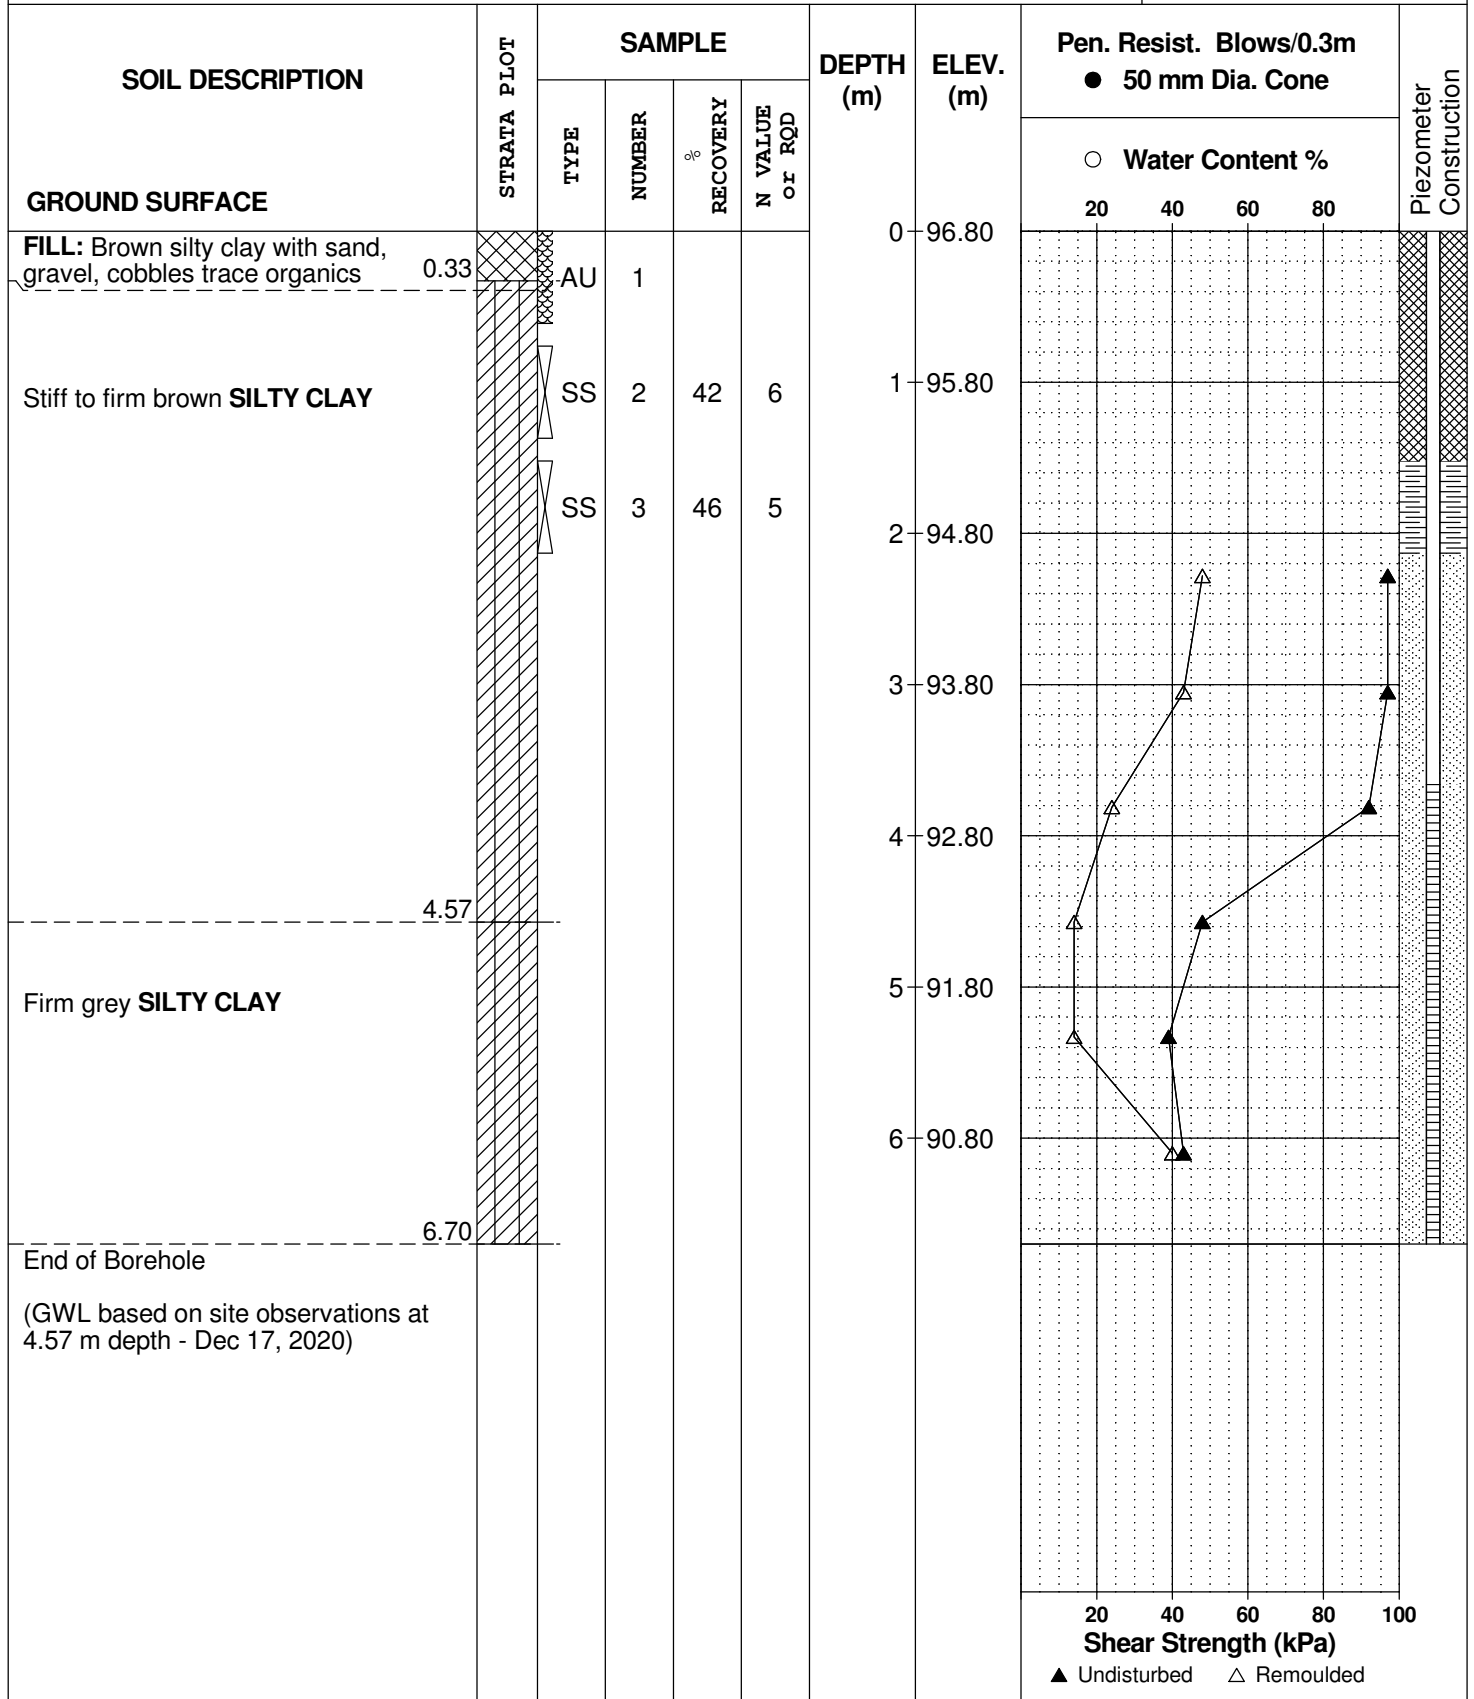 SOIL DESCRIPTION
GROUND SURFACE
STRATA PLOT
SAMPLE
TYPE
NUMBER
% RECOVERY
N VALUE
or RQD
DEPTH
(m)
ELEV.
(m)
Pen. Resist. Blows/0.3m
● 50 mm Dia. Cone
○ Water Content %
20 40 60 80
Piezometer
Construction
0 96.80
FILL: Brown silty clay with sand,
gravel, cobbles trace organics 0.33
AU 1
Stiff to firm brown SILTY CLAY
SS 2 42 6
1 95.80
SS 3 46 5
2 94.80
3 93.80
4 92.80
4.57
Firm grey SILTY CLAY
5 91.80
6 90.80
6.70
End of Borehole
(GWL based on site observations at
4.57 m depth - Dec 17, 2020)
20 40 60 80 100
Shear Strength (kPa)
▲ Undisturbed △ Remoulded